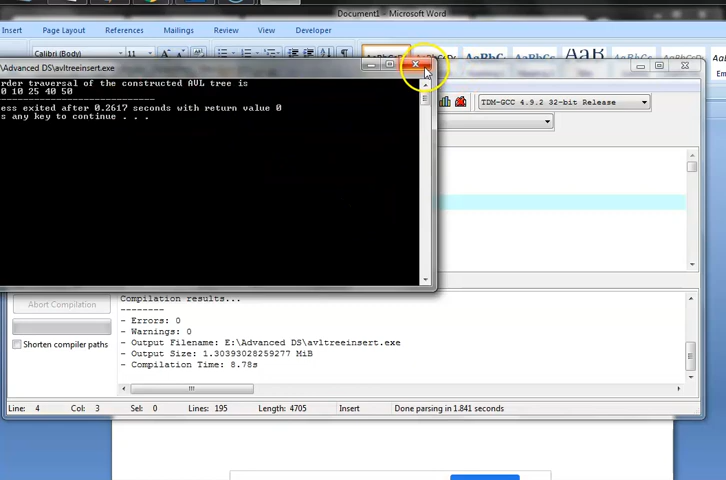 Document1 - Microsoft Word
Insert Page Layout References Mailings Review View Developer
Calibri (Body) 11
\Advanced DS\avltreeinsert.exe
order traversal of the constructed AVL tree is
0 10 25 40 50
ess exited after 0.2617 seconds with return value 0
s any key to continue . . .
TDM-GCC 4.9.2 32-bit Release
Abort Compilation
Shorten compiler paths
Compilation results...
--------
- Errors: 0
- Warnings: 0
- Output Filename: E:\Advanced DS\avltreeinsert.exe
- Output Size: 1.30393028259277 MiB
- Compilation Time: 8.78s
Line: 4 Col: 3 Sel: 0 Lines: 195 Length: 4705 Insert Done parsing in 1.841 seconds